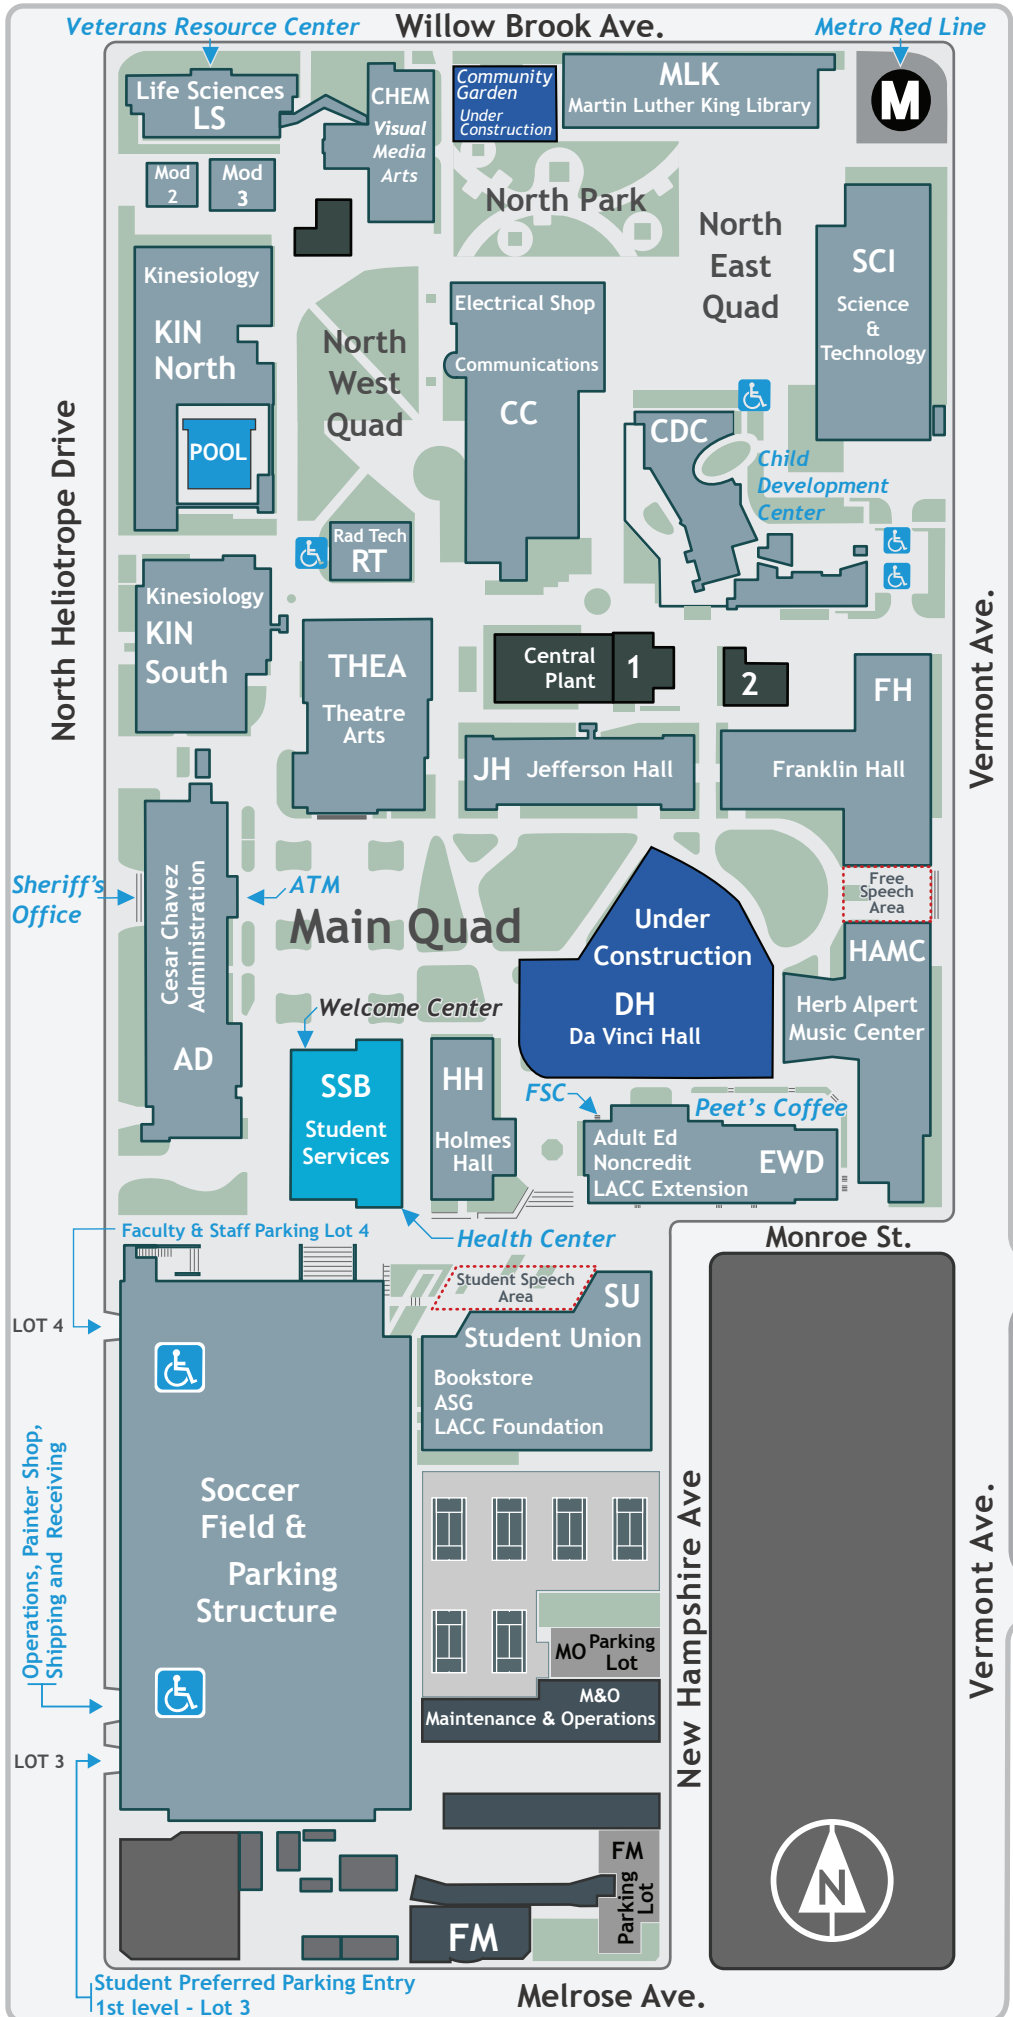 Veterans Resource Center
Willow Brook Ave.
Metro Red Line
M
Life Sciences
LS
CHEM
Visual
Media
Arts
Community
Garden
Under
Construction
MLK
Martin Luther King Library
Mod
2
Mod
3
North Park
North
East
Quad
SCI
Science
&
Technology
Kinesiology
KIN
North
POOL
North
West
Quad
Electrical Shop
Communications
CC
CDC
Child
Development
Center
Rad Tech
RT
North Heliotrope Drive
Kinesiology
KIN
South
THEA
Theatre
Arts
Central
Plant
1
2
FH
Franklin Hall
JH Jefferson Hall
Vermont Ave.
Sheriff's
Office
Cesar Chavez
Administration
AD
ATM
Main Quad
Under
Construction
DH
Da Vinci Hall
Free
Speech
Area
HAMC
Herb Alpert
Music Center
Welcome Center
SSB
Student
Services
HH
Holmes
Hall
FSC
Peet's Coffee
Adult Ed
Noncredit
LACC Extension
EWD
Faculty & Staff Parking Lot 4
Health Center
Monroe St.
LOT 4
Student Speech
Area
SU
Student Union
Bookstore
ASG
LACC Foundation
Operations, Painter Shop,
Shipping and Receiving
Soccer
Field &
Parking
Structure
New Hampshire Ave
Vermont Ave.
MO Parking
Lot
M&O
Maintenance & Operations
LOT 3
FM
Parking
Lot
FM
N
Student Preferred Parking Entry
1st level - Lot 3
Melrose Ave.